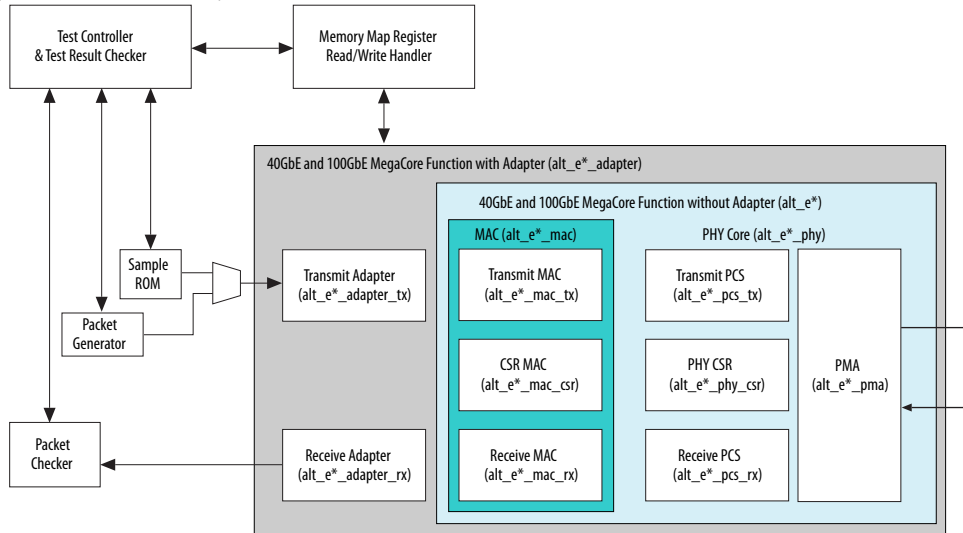 Test Controller
& Test Result Checker
Memory Map Register
Read/Write Handler
40GbE and 100GbE MegaCore Function with Adapter (alt_e*_adapter)
40GbE and 100GbE MegaCore Function without Adapter (alt_e*)
MAC (alt_e*_mac)
PHY Core (alt_e*_phy)
Sample
ROM
Transmit Adapter
(alt_e*_adapter_tx)
Transmit MAC
(alt_e*_mac_tx)
Transmit PCS
(alt_e*_pcs_tx)
Packet
Generator
CSR MAC
(alt_e*_mac_csr)
PHY CSR
(alt_e*_phy_csr)
PMA
(alt_e*_pma)
Packet
Checker
Receive Adapter
(alt_e*_adapter_rx)
Receive MAC
(alt_e*_mac_rx)
Receive PCS
(alt_e*_pcs_rx)